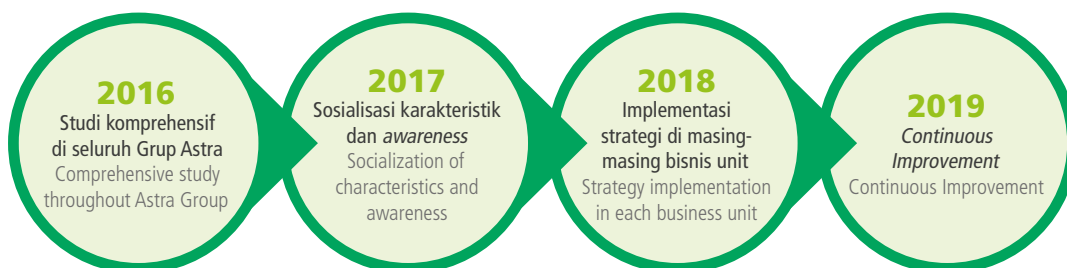 2016
Studi komprehensif
di seluruh Grup Astra
Comprehensive study
throughout Astra Group
2017
Sosialisasi karakteristik
dan awareness
Socialization of
characteristics and
awareness
2018
Implementasi
strategi di masing-
masing bisnis unit
Strategy implementation
in each business unit
2019
Continuous
Improvement
Continuous Improvement